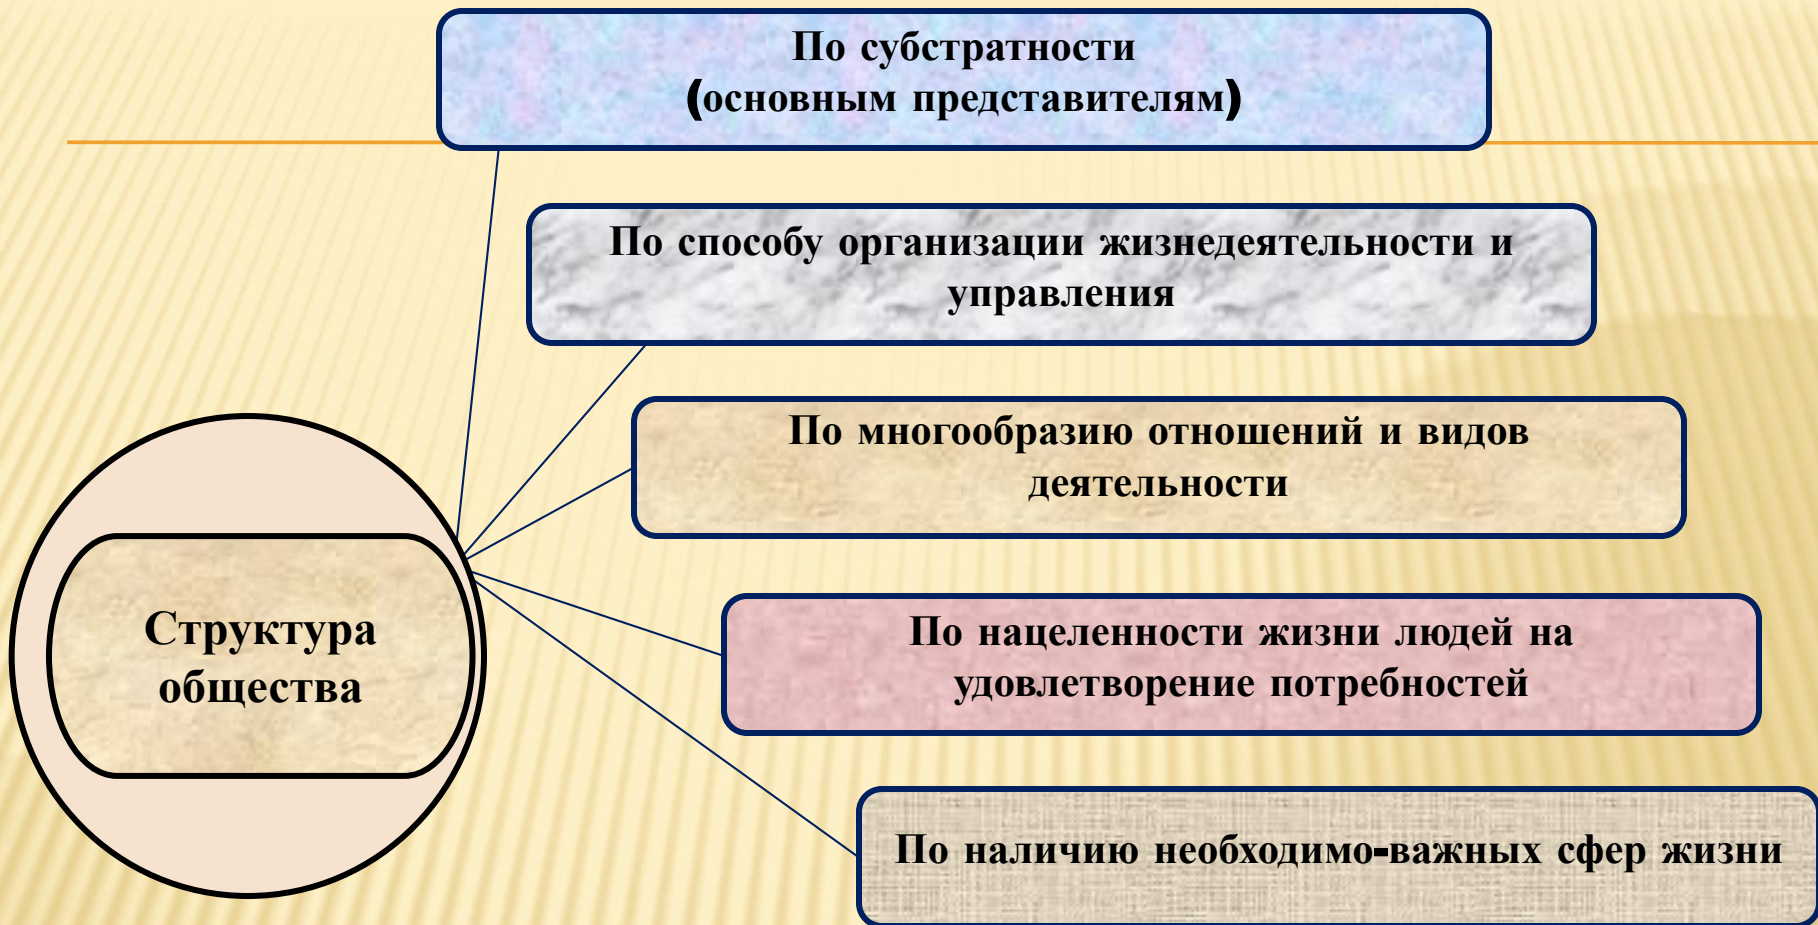 По субстратности
(основным представителям)
По способу организации жизнедеятельности и
управления
По многообразию отношений и видов
деятельности
Структура
общества
По нацеленности жизни людей на
удовлетворение потребностей
По наличию необходимо-важных сфер жизни